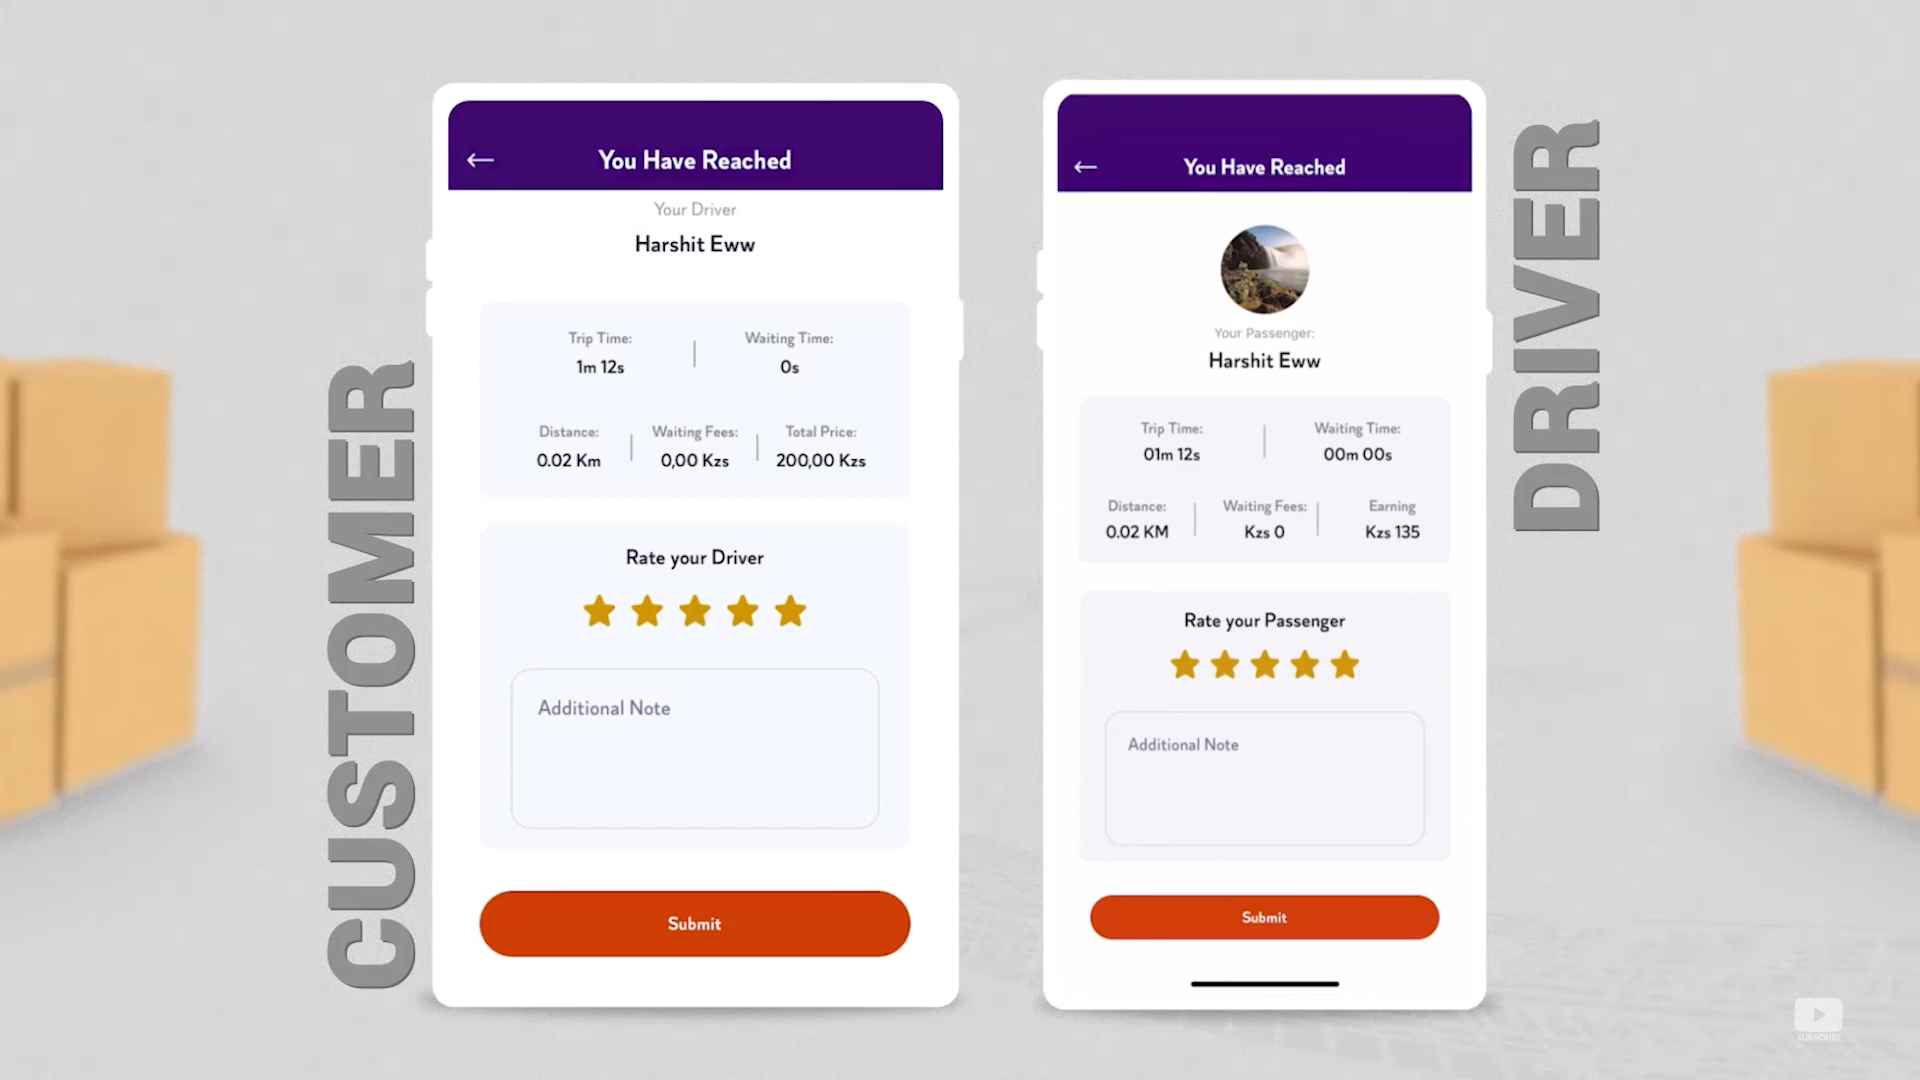 CUSTOMER
You Have Reached
Your Driver
Harshit Eww
Trip Time:
1m 12s
Waiting Time:
0s
Distance:
0.02 Km
Waiting Fees:
0,00 Kzs
Total Price:
200,00 Kzs
Rate your Driver
Additional Note
Submit
You Have Reached
Your Passenger:
Harshit Eww
Trip Time:
01m 12s
Waiting Time:
00m 00s
Distance:
0.02 KM
Waiting Fees:
Kzs 0
Earning
Kzs 135
Rate your Passenger
Additional Note
Submit
DRIVER
SUBSCRIBE